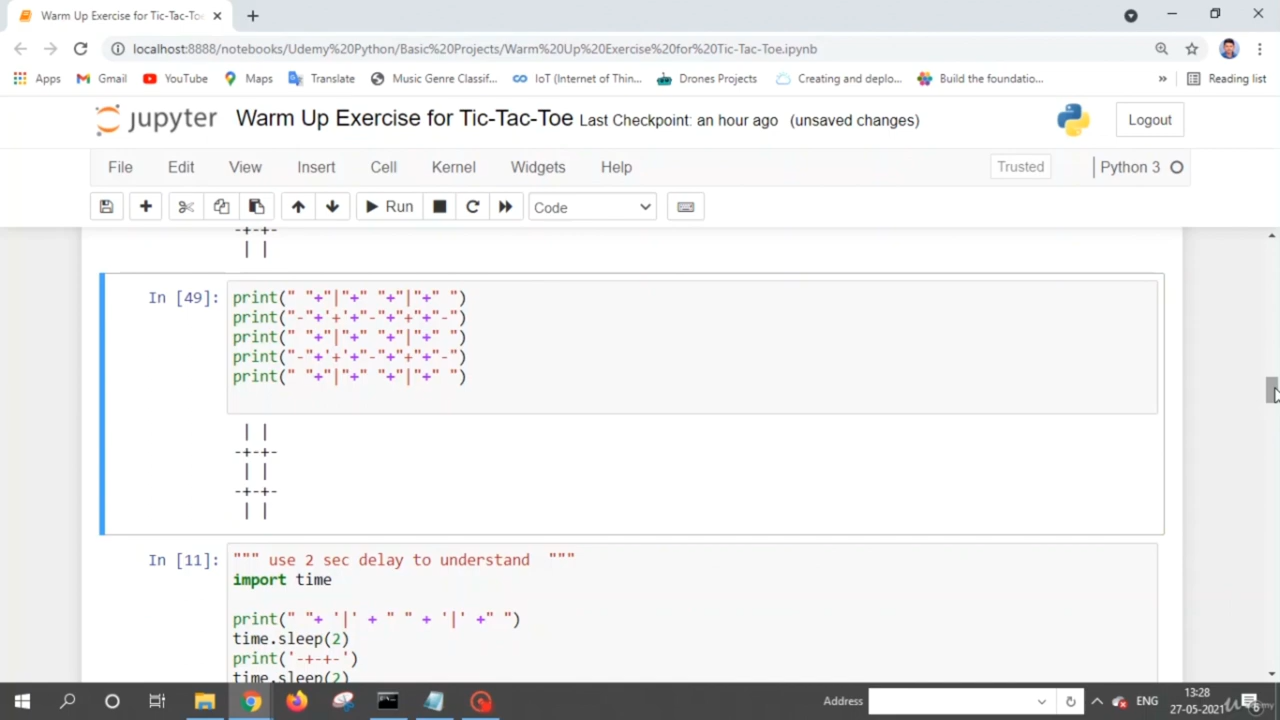 Warm Up Exercise for Tic-Tac-Toe
localhost:8888/notebooks/Udemy%20Python/Basic%20Projects/Warm%20Up%20Exercise%20for%20Tic-Tac-Toe.ipynb
Apps Gmail YouTube Maps Translate Music Genre Classif... IoT (Internet of Thin... Drones Projects Creating and deplo... Build the foundatio... » Reading list
jupyter Warm Up Exercise for Tic-Tac-Toe Last Checkpoint: an hour ago (unsaved changes) Logout
File Edit View Insert Cell Kernel Widgets Help Trusted Python 3
Run Code
-+-+-
| |
In [49]: print(" "+"|"+" "+"|"+" ")
print("-"+'+'+"-"+"+"+"-")
print(" "+"|"+" "+"|"+" ")
print("-"+'+'+"-"+"+"+"-")
print(" "+"|"+" "+"|"+" ")
| |
-+-+-
| |
-+-+-
| |
In [11]: """ use 2 sec delay to understand  """
import time
print(" "+ '|' + " " + '|' +" ")
time.sleep(2)
print('-+-+-')
time.sleep(2)
Address ENG 13:28
27-05-2021